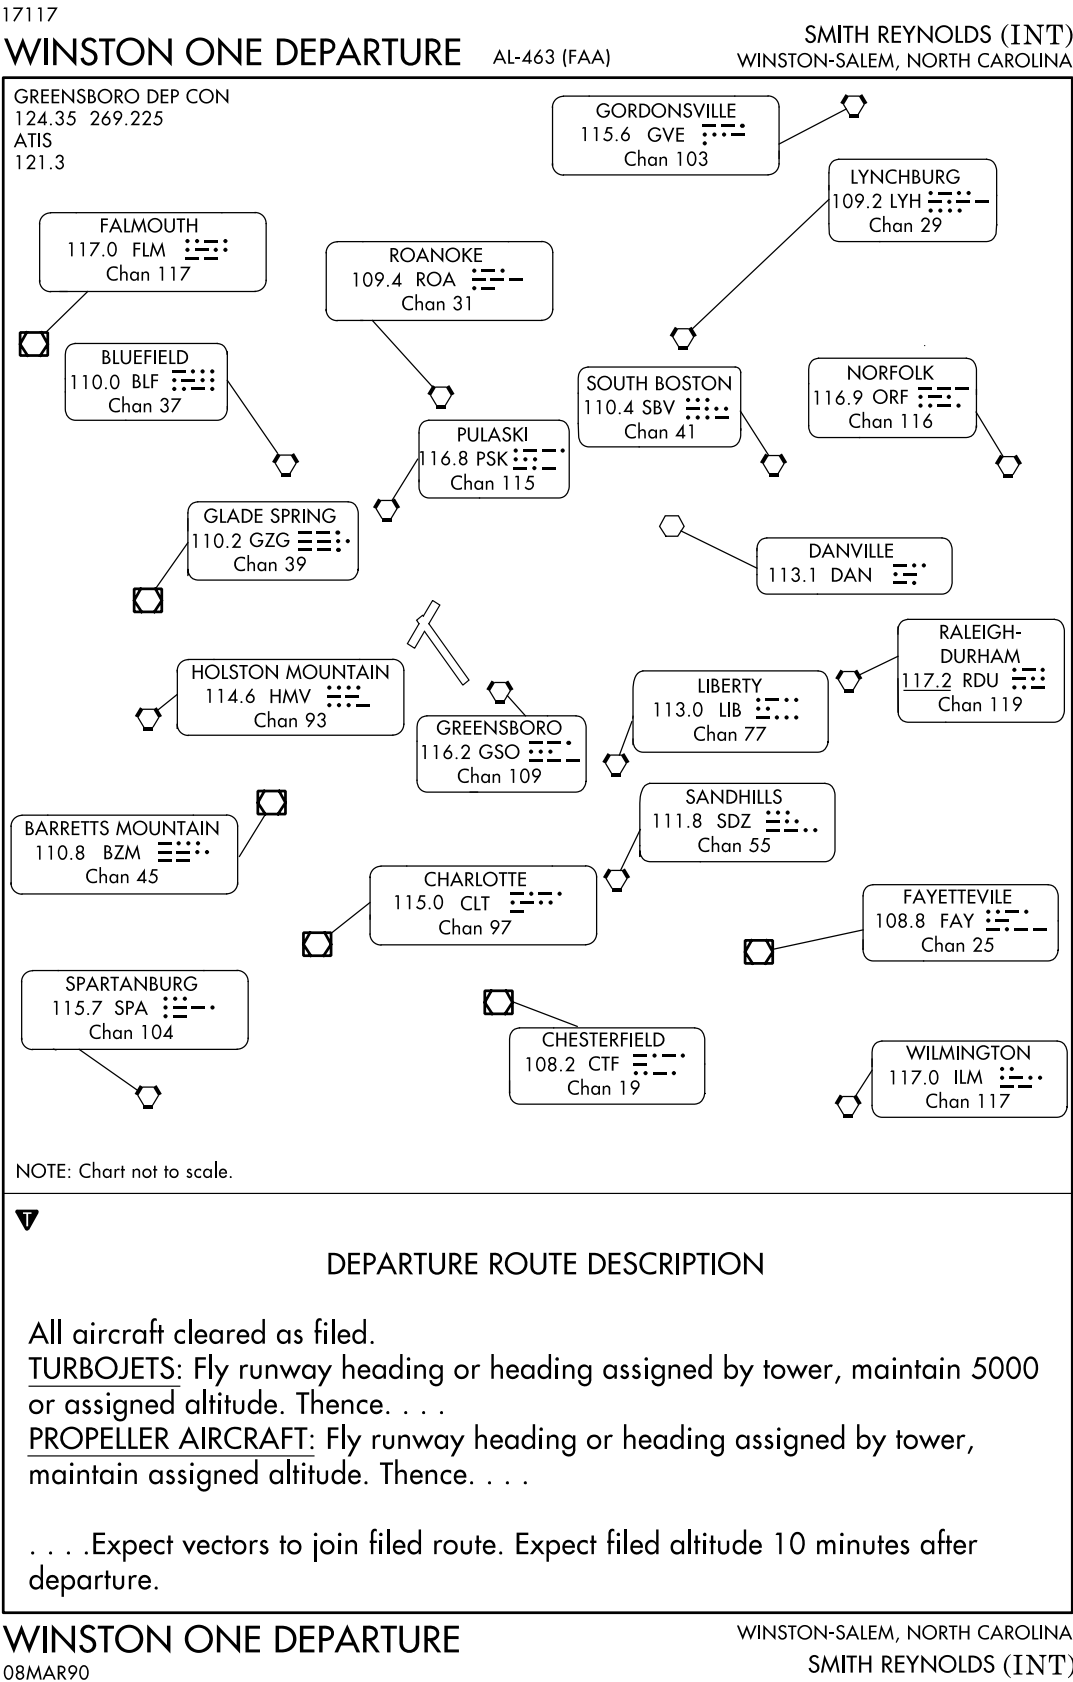 17117
WINSTON ONE DEPARTURE
AL-463 (FAA)
SMITH REYNOLDS (INT)
WINSTON-SALEM, NORTH CAROLINA
GREENSBORO DEP CON
124.35 269.225
ATIS
121.3
GORDONSVILLE
115.6 GVE
Chan 103
LYNCHBURG
109.2 LYH
Chan 29
FALMOUTH
117.0 FLM
Chan 117
ROANOKE
109.4 ROA
Chan 31
BLUEFIELD
110.0 BLF
Chan 37
SOUTH BOSTON
110.4 SBV
Chan 41
NORFOLK
116.9 ORF
Chan 116
PULASKI
116.8 PSK
Chan 115
GLADE SPRING
110.2 GZG
Chan 39
DANVILLE
113.1 DAN
RALEIGH-
DURHAM
117.2 RDU
Chan 119
HOLSTON MOUNTAIN
114.6 HMV
Chan 93
LIBERTY
113.0 LIB
Chan 77
GREENSBORO
116.2 GSO
Chan 109
SANDHILLS
111.8 SDZ
Chan 55
BARRETTS MOUNTAIN
110.8 BZM
Chan 45
CHARLOTTE
115.0 CLT
Chan 97
FAYETTEVILE
108.8 FAY
Chan 25
SPARTANBURG
115.7 SPA
Chan 104
CHESTERFIELD
108.2 CTF
Chan 19
WILMINGTON
117.0 ILM
Chan 117
NOTE: Chart not to scale.
T
DEPARTURE ROUTE DESCRIPTION
All aircraft cleared as filed.
TURBOJETS: Fly runway heading or heading assigned by tower, maintain 5000
or assigned altitude. Thence. . . .
PROPELLER AIRCRAFT: Fly runway heading or heading assigned by tower,
maintain assigned altitude. Thence. . . .
. . . .Expect vectors to join filed route. Expect filed altitude 10 minutes after
departure.
WINSTON ONE DEPARTURE
08MAR90
WINSTON-SALEM, NORTH CAROLINA
SMITH REYNOLDS (INT)